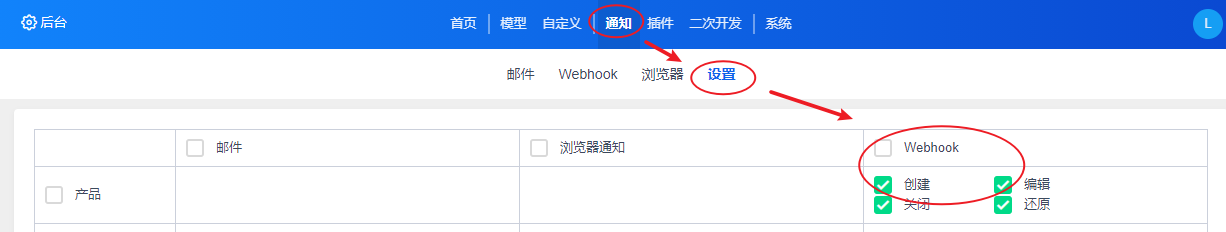 后台 首页 模型 自定义 通知 插件 二次开发 系统 L
邮件 Webhook 浏览器 设置
邮件 浏览器通知 Webhook
产品 创建 编辑
关闭 还原